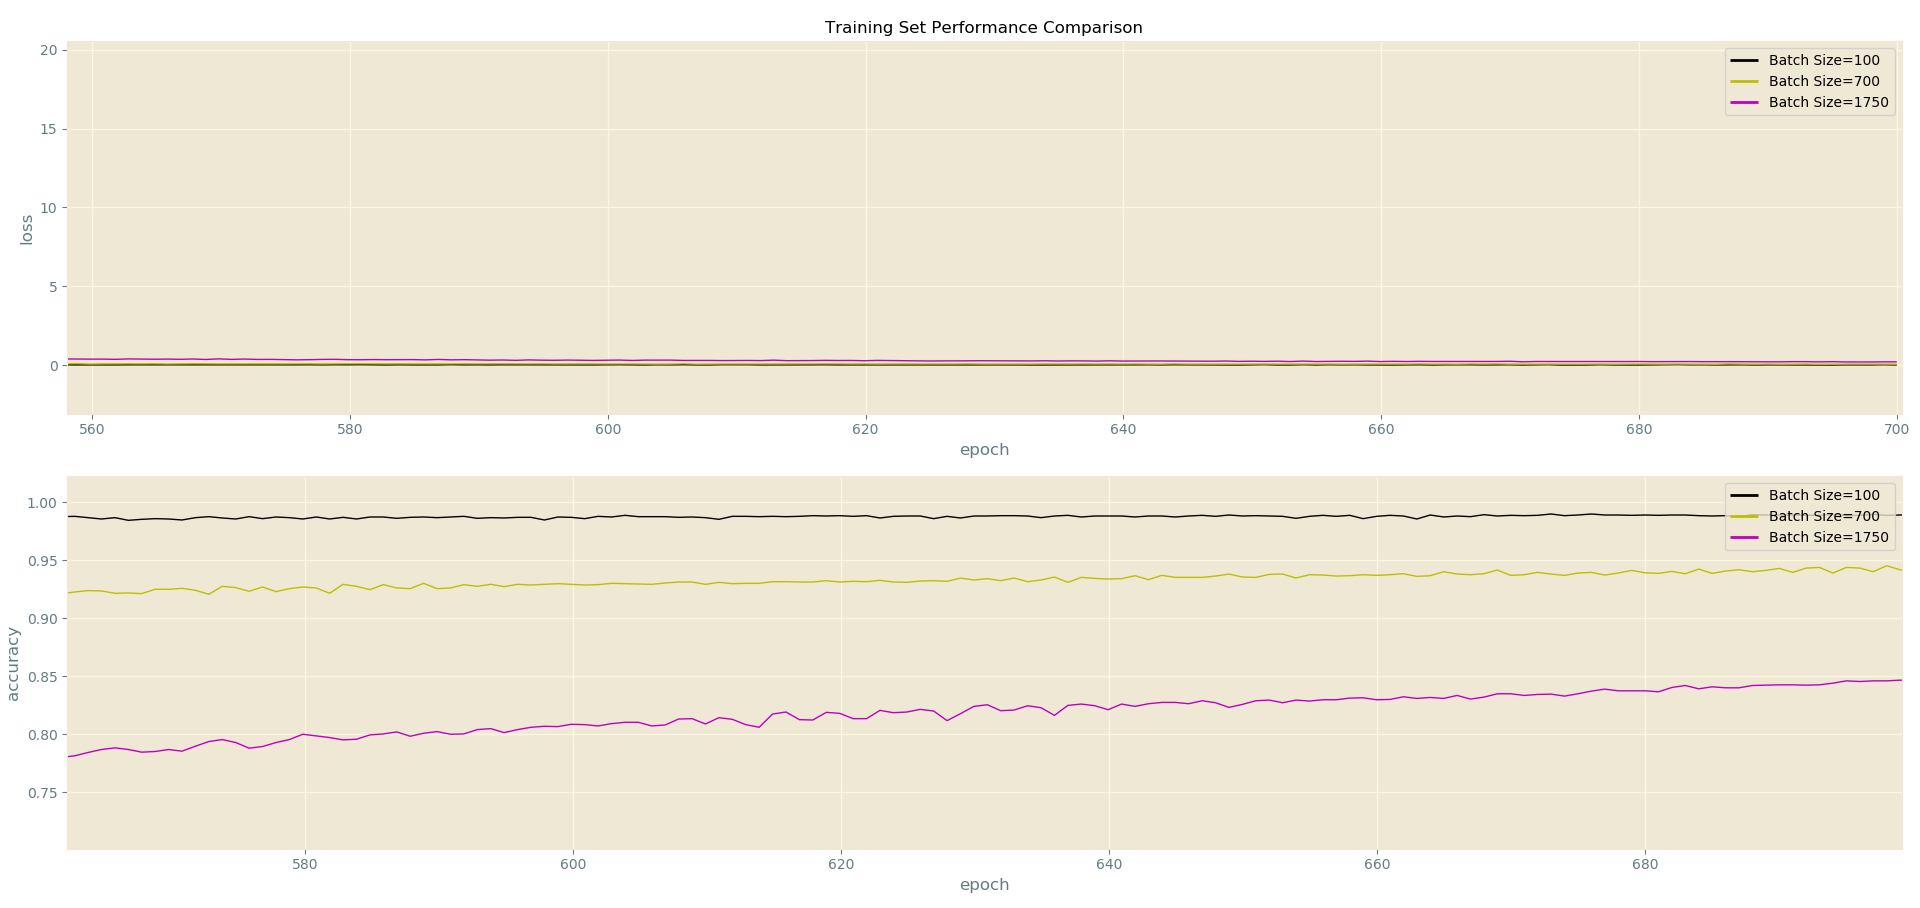 Training Set Performance Comparison
20
15
10
5
0
loss
Batch Size=100
Batch Size=700
Batch Size=1750
560 580 600 620 640 660 680 700
epoch
1.00
0.95
0.90
0.85
0.80
0.75
accuracy
Batch Size=100
Batch Size=700
Batch Size=1750
580 600 620 640 660 680
epoch